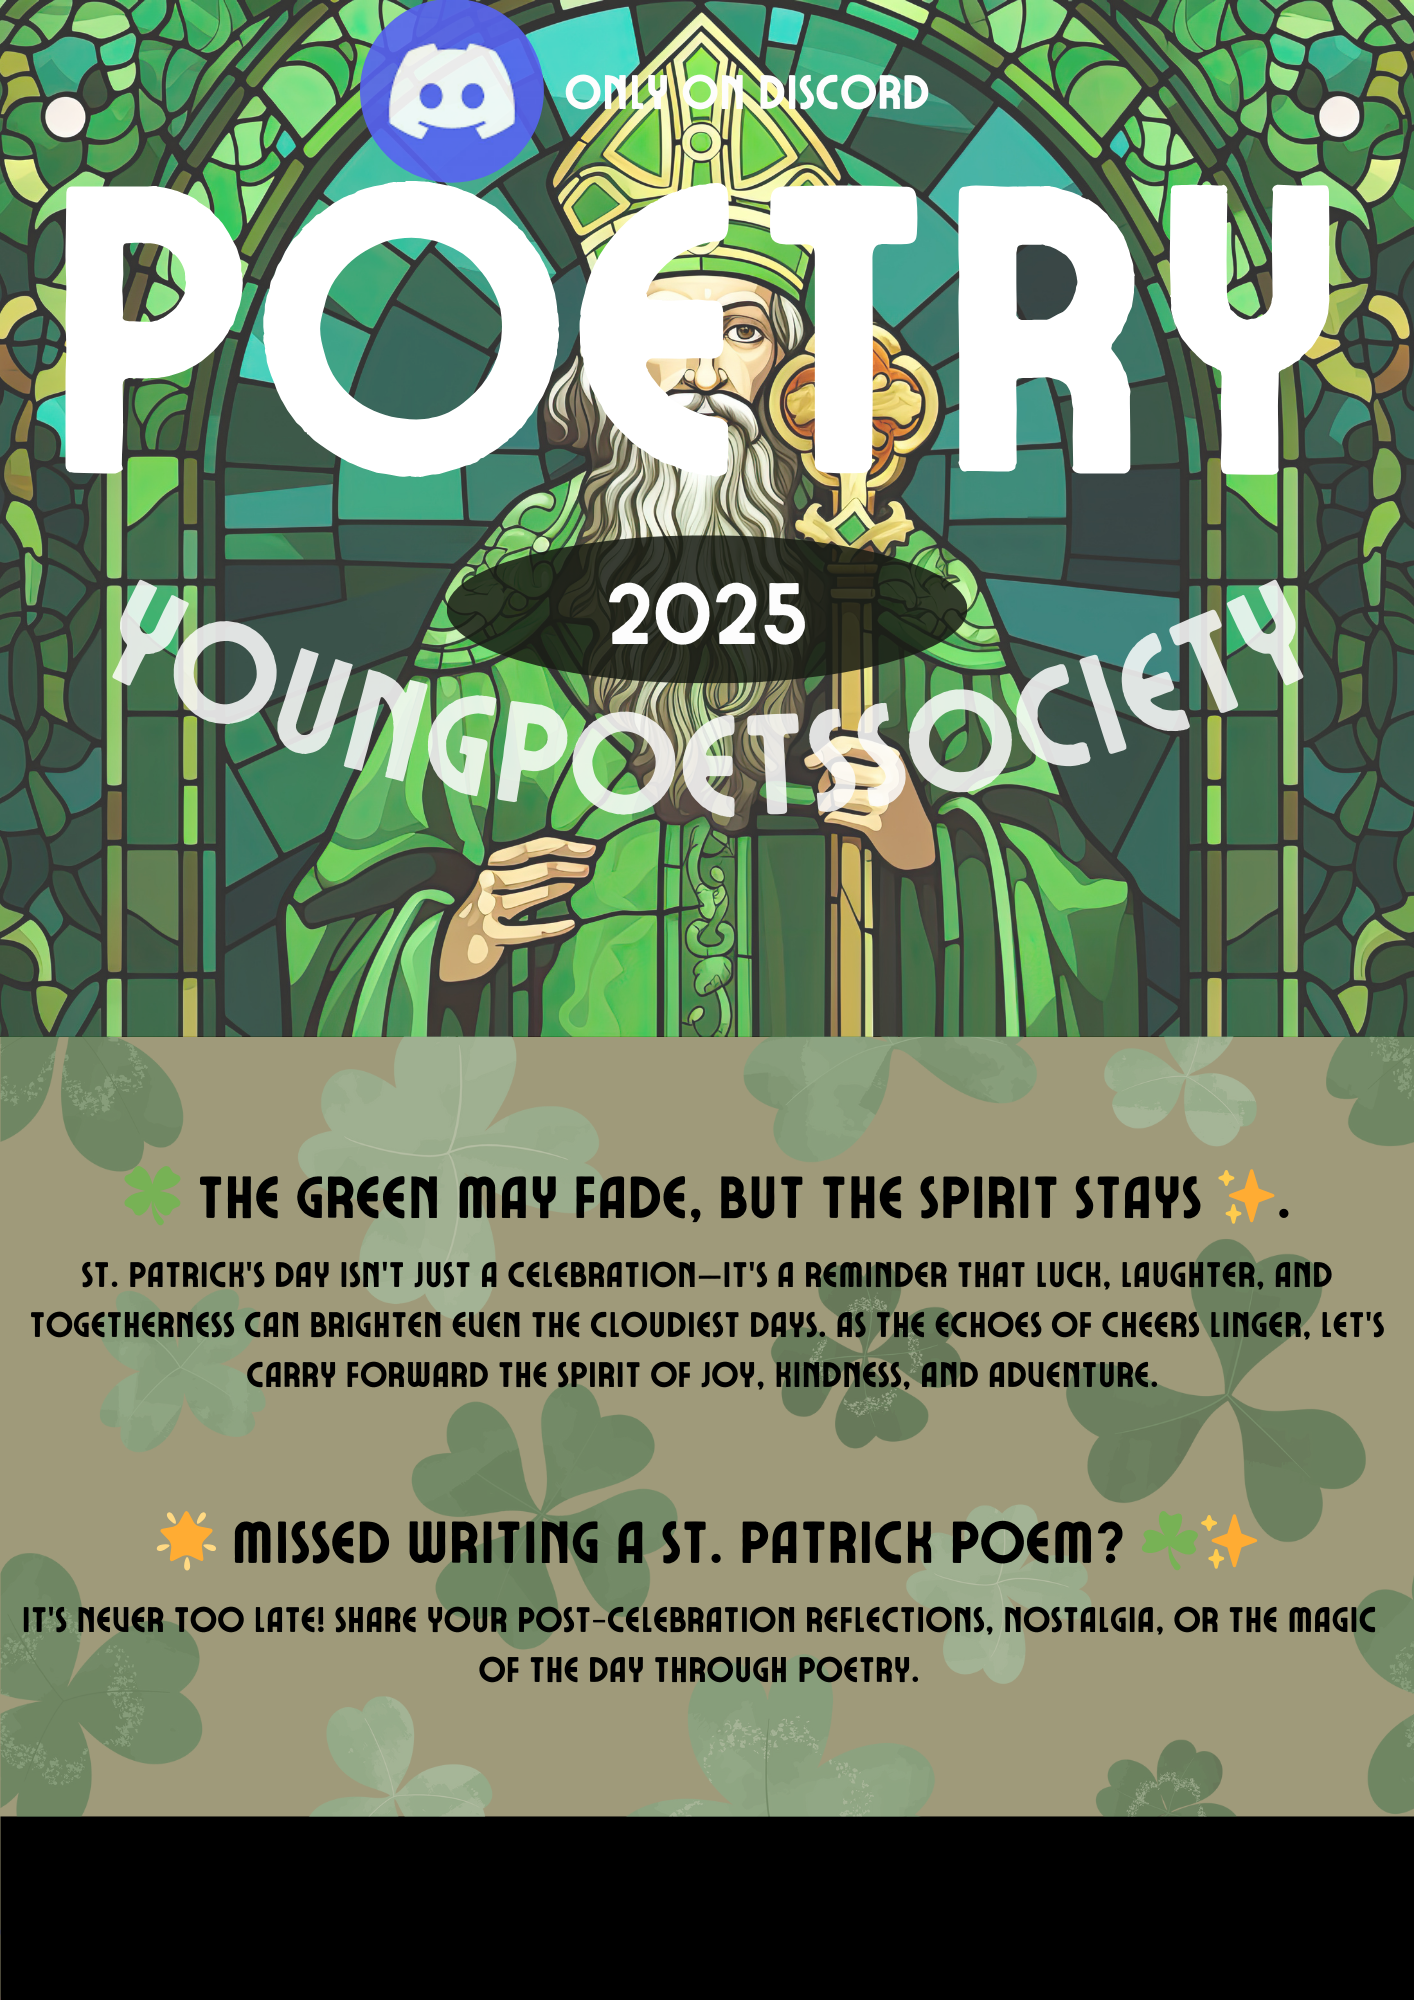 ONLY ON DISCORD
POETRY
2025
YOUNGPOETSSOCIETY
🍀 THE GREEN MAY FADE, BUT THE SPIRIT STAYS ✨.
ST. PATRICK'S DAY ISN'T JUST A CELEBRATION—IT'S A REMINDER THAT LUCK, LAUGHTER, AND
TOGETHERNESS CAN BRIGHTEN EVEN THE CLOUDIEST DAYS. AS THE ECHOES OF CHEERS LINGER, LET'S
CARRY FORWARD THE SPIRIT OF JOY, KINDNESS, AND ADVENTURE.
🌟 MISSED WRITING A ST. PATRICK POEM? ☘️✨
IT'S NEVER TOO LATE! SHARE YOUR POST-CELEBRATION REFLECTIONS, NOSTALGIA, OR THE MAGIC
OF THE DAY THROUGH POETRY.